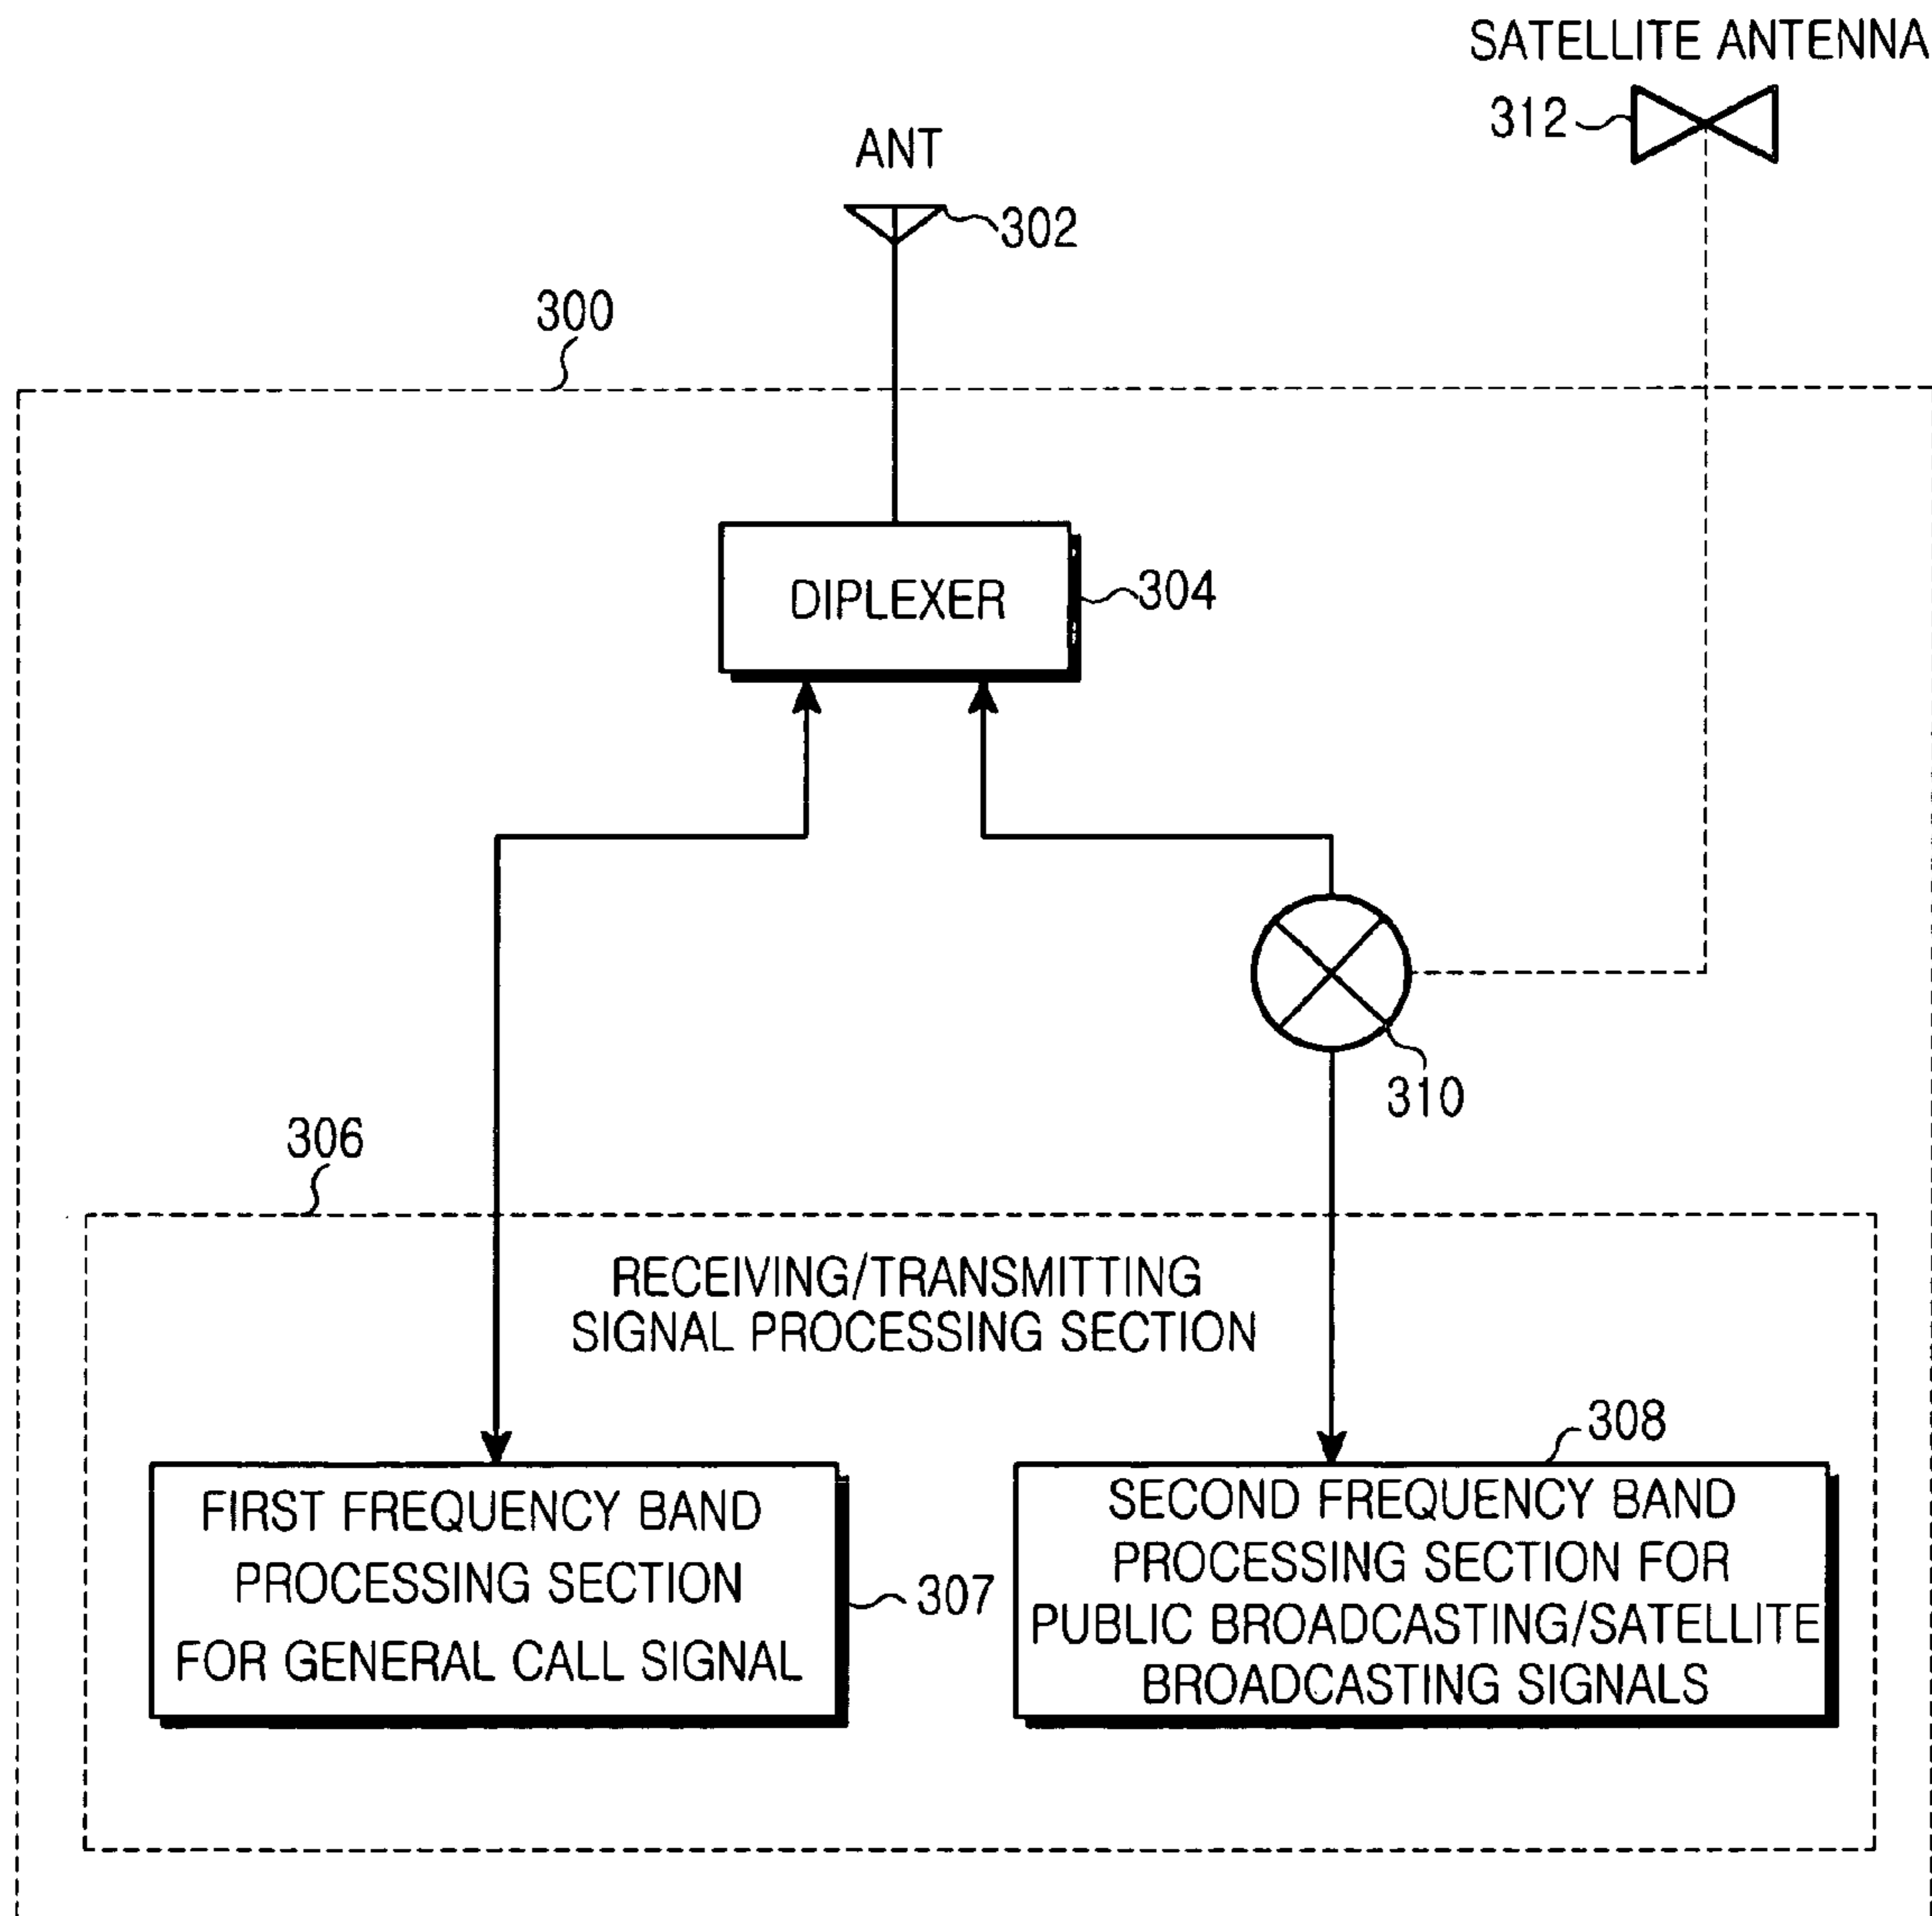 SATELLITE ANTENNA
312
ANT
302
300
DIPLEXER
304
310
306
RECEIVING/TRANSMITTING
SIGNAL PROCESSING SECTION
308
FIRST FREQUENCY BAND
PROCESSING SECTION
FOR GENERAL CALL SIGNAL
307
SECOND FREQUENCY BAND
PROCESSING SECTION FOR
PUBLIC BROADCASTING/SATELLITE
BROADCASTING SIGNALS